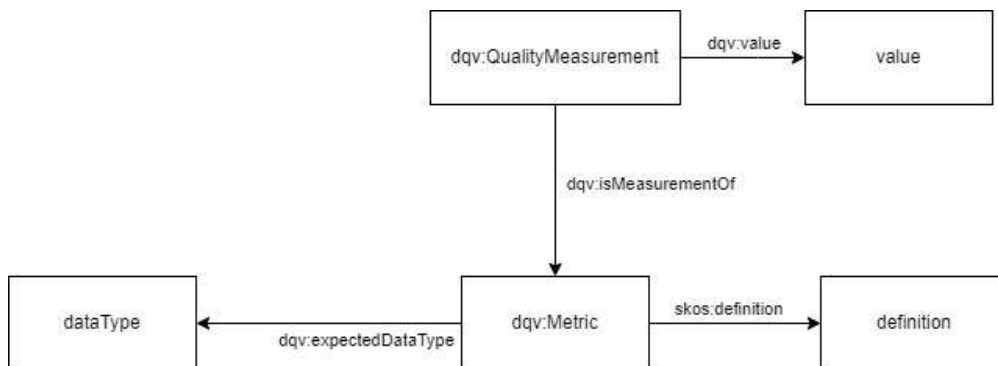 dqv:QualityMeasurement
dqv:value
value
dqv:isMeasurementOf
dataType
dqv:expectedDataType
dqv:Metric
skos:definition
definition